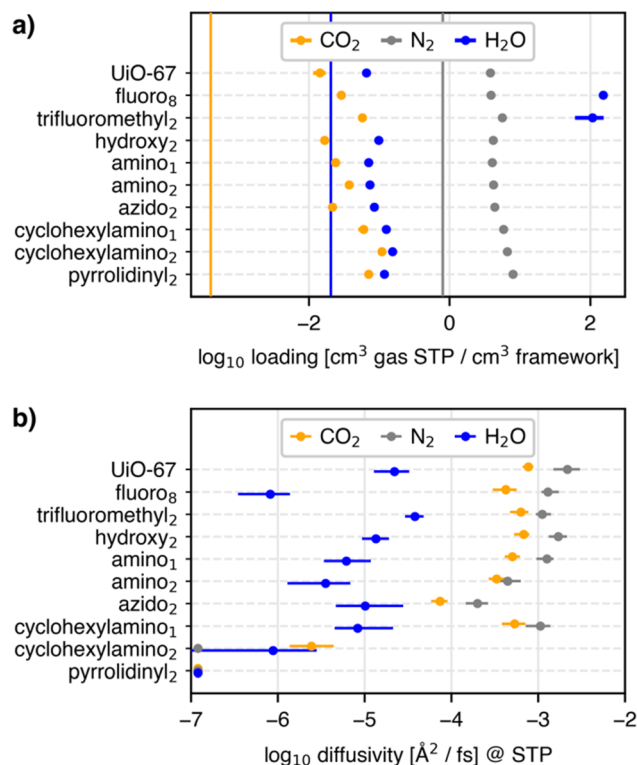 a)
CO₂ N₂ H₂O
UiO-67
fluoro₈
trifluoromethyl₂
hydroxy₂
amino₁
amino₂
azido₂
cyclohexylamino₁
cyclohexylamino₂
pyrrolidinyl₂
−2 0 2
log₁₀ loading [cm³ gas STP / cm³ framework]
b)
CO₂ N₂ H₂O
UiO-67
fluoro₈
trifluoromethyl₂
hydroxy₂
amino₁
amino₂
azido₂
cyclohexylamino₁
cyclohexylamino₂
pyrrolidinyl₂
−7 −6 −5 −4 −3 −2
log₁₀ diffusivity [Å² / fs] @ STP